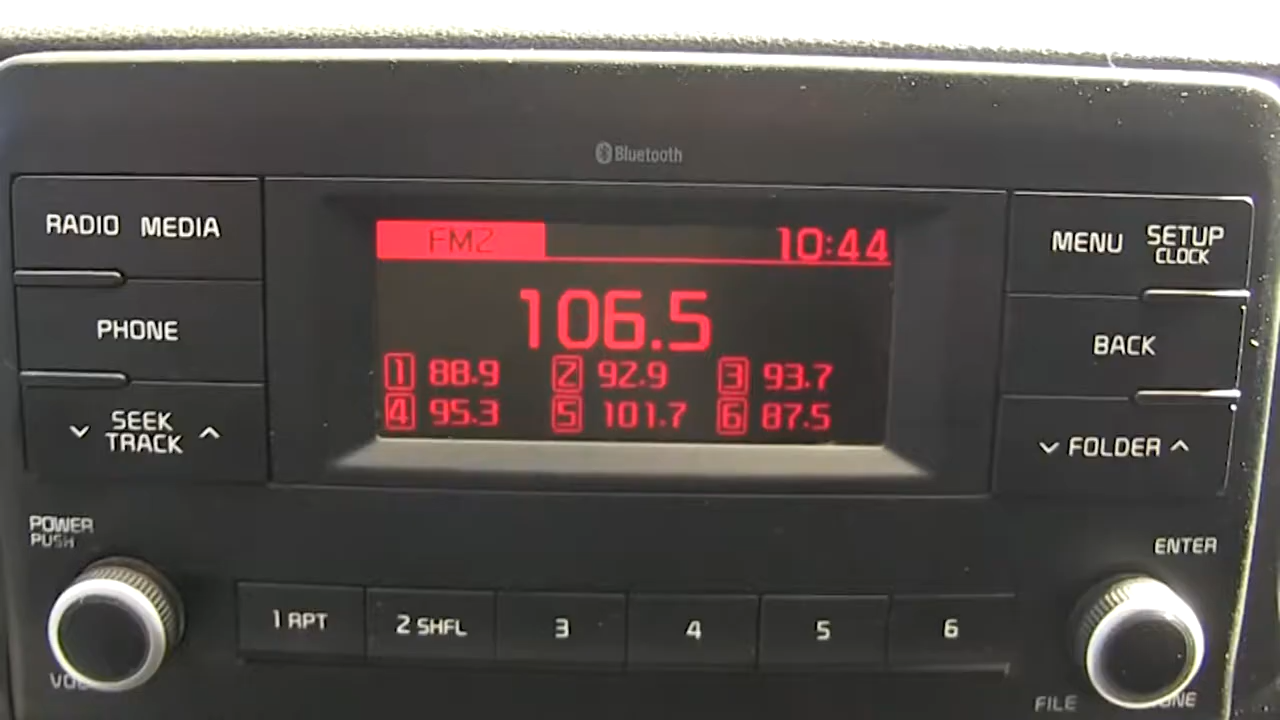 Bluetooth
RADIO MEDIA
PHONE
SEEK
TRACK
POWER
PUSH
FM2 10:44
106.5
1 88.9 2 92.9 3 93.7
4 95.3 5 101.7 6 87.5
MENU SETUP
CLOCK
BACK
FOLDER
ENTER
1 RPT 2 SHFL 3 4 5 6
FILE